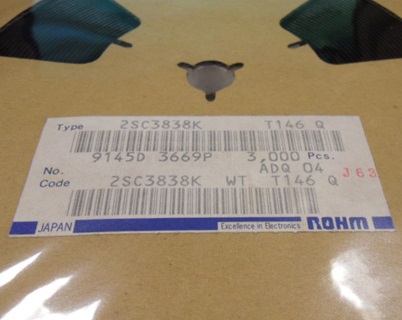 Type 2SC3838K T146 Q
9145D 3669P 3,000 Pcs.
No. ADQ 04 J63
Code 2SC3838K WT T146 Q
JAPAN Excellence in Electronics ROHM